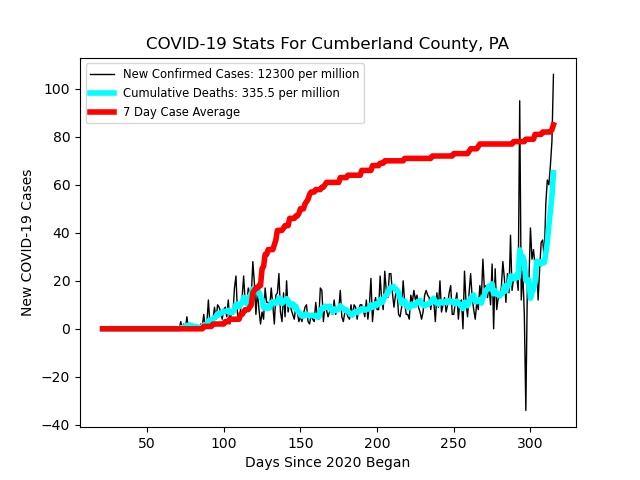 COVID-19 Stats For Cumberland County, PA
New Confirmed Cases: 12300 per million
Cumulative Deaths: 335.5 per million
7 Day Case Average
New COVID-19 Cases
100
80
60
40
20
0
−20
−40
50 100 150 200 250 300
Days Since 2020 Began